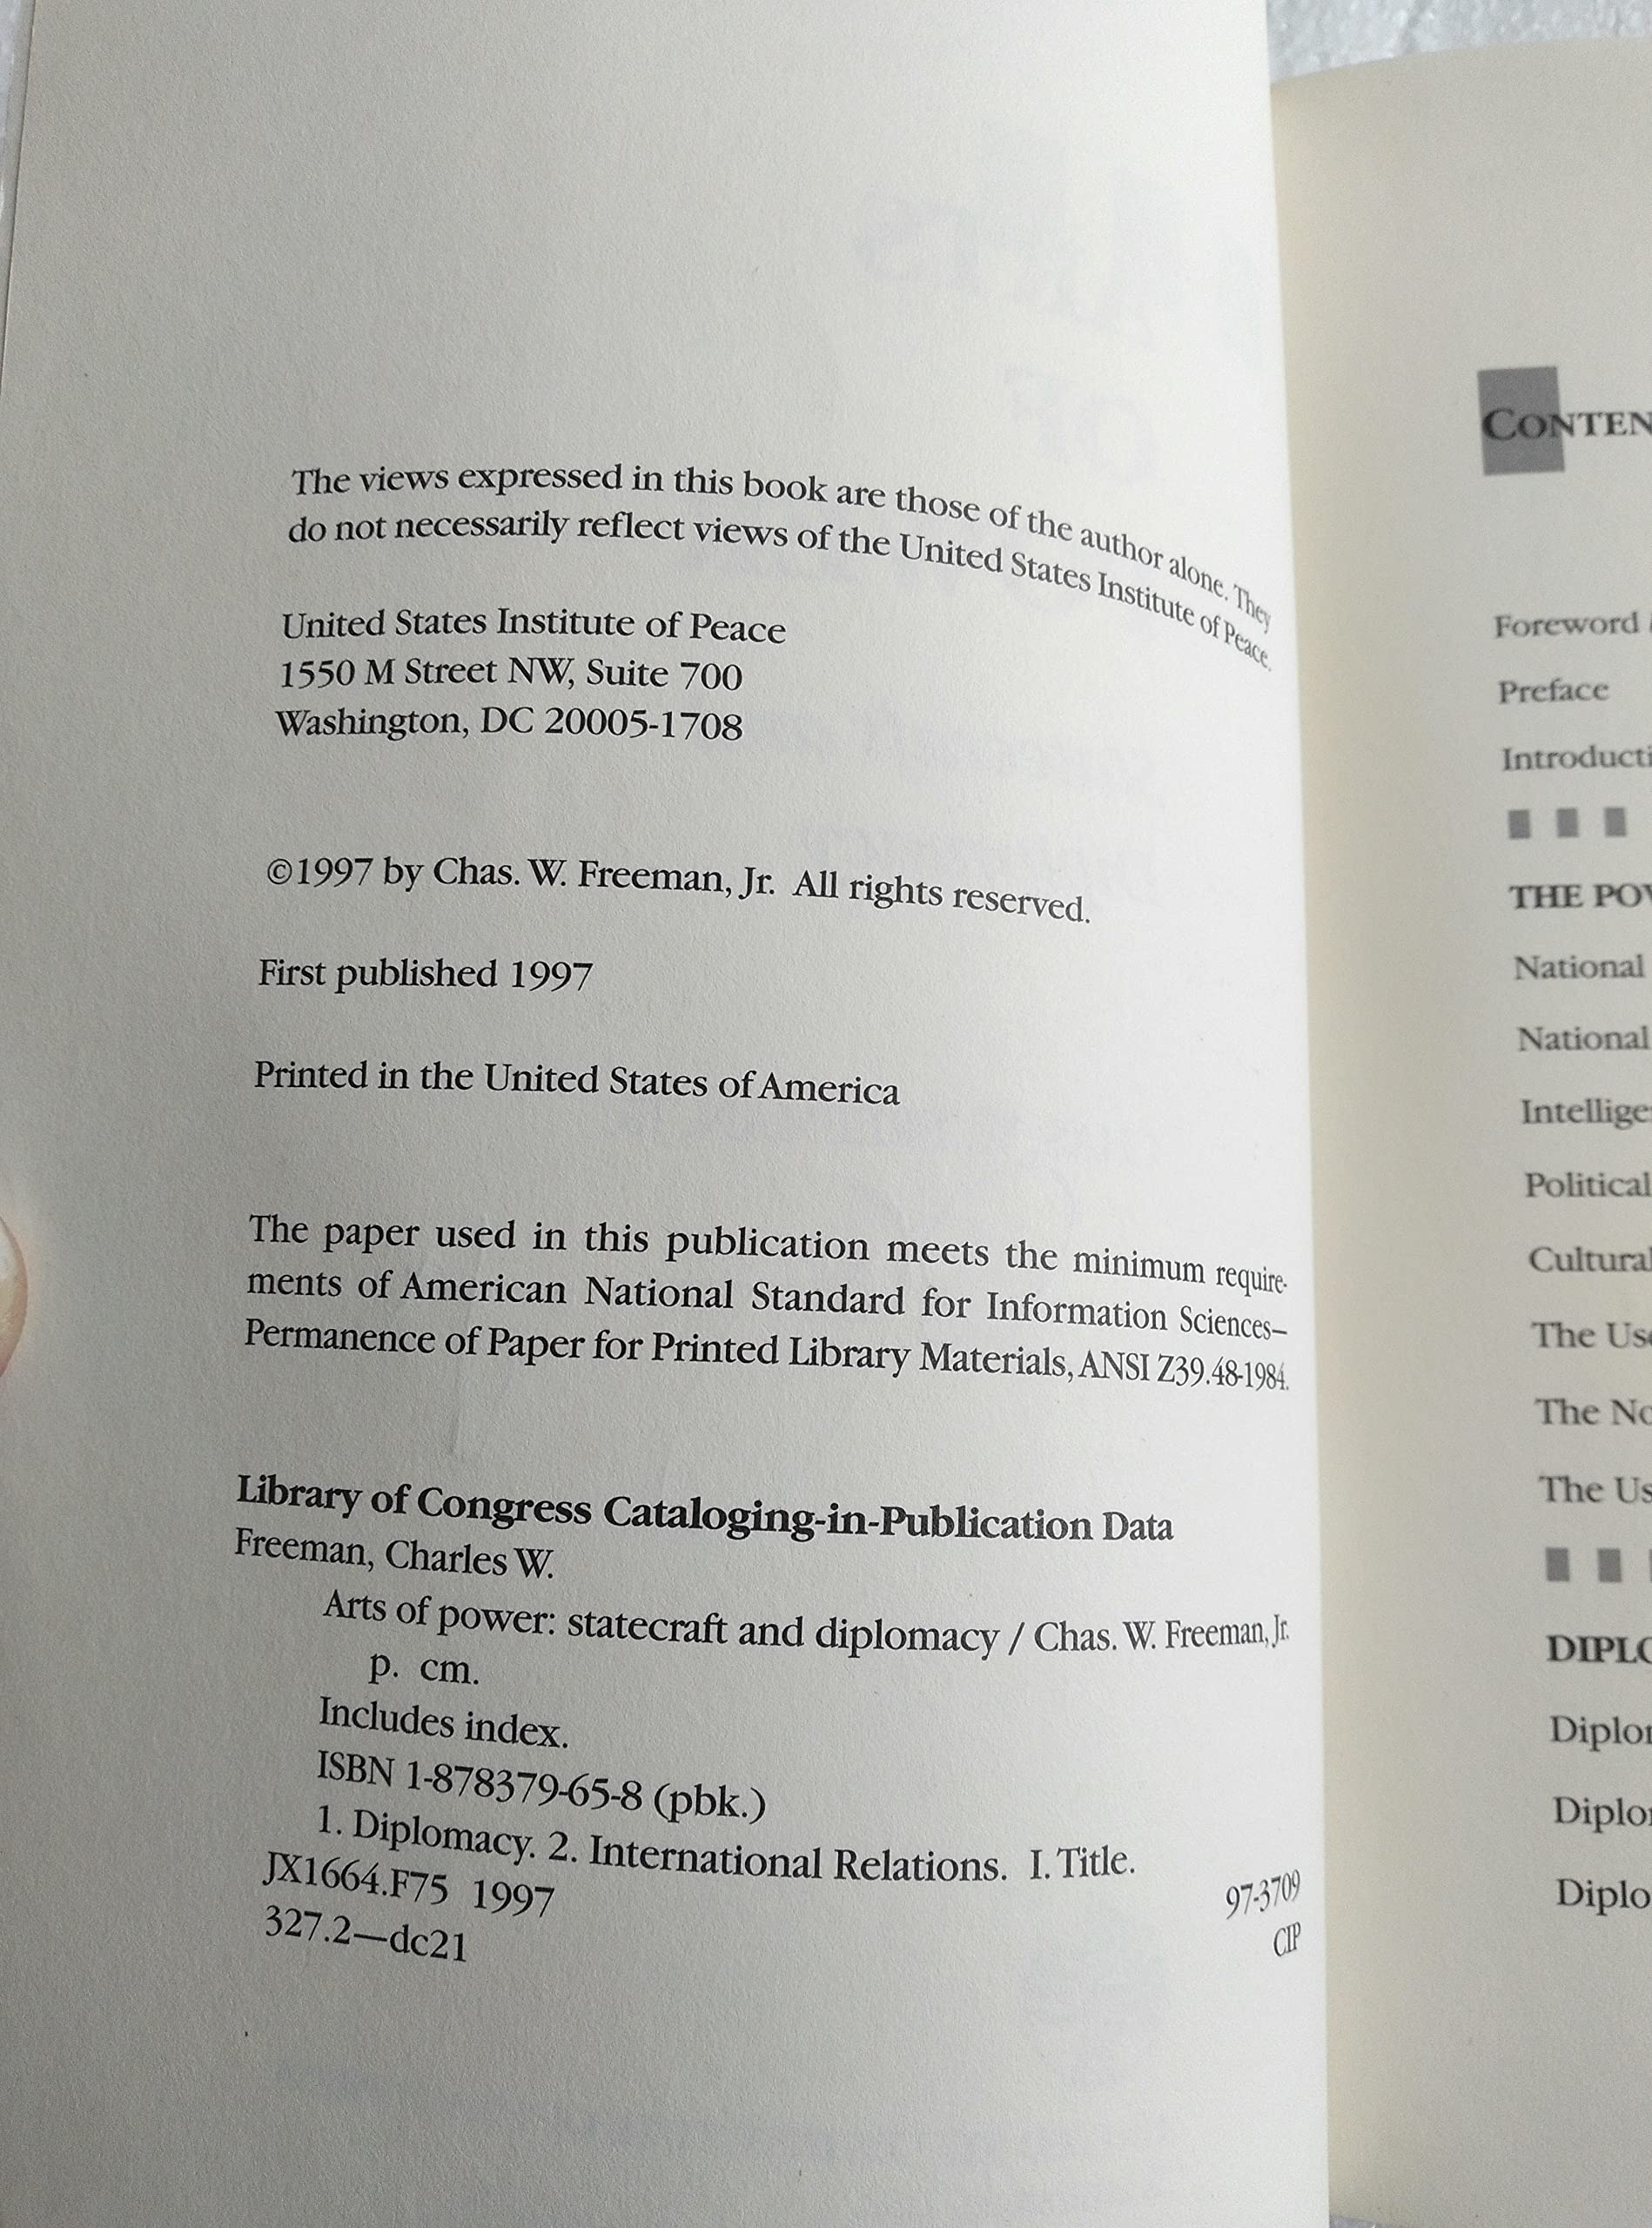 The views expressed in this book are those of the author alone. They
do not necessarily reflect views of the United States Institute of Peace.
United States Institute of Peace
1550 M Street NW, Suite 700
Washington, DC 20005-1708
©1997 by Chas. W. Freeman, Jr. All rights reserved.
First published 1997
Printed in the United States of America
The paper used in this publication meets the minimum require-
ments of American National Standard for Information Sciences–
Permanence of Paper for Printed Library Materials, ANSI Z39.48-1984.
Library of Congress Cataloging-in-Publication Data
Freeman, Charles W.
Arts of power: statecraft and diplomacy / Chas. W. Freeman, Jr.
p. cm.
Includes index.
ISBN 1-878379-65-8 (pbk.)
1. Diplomacy. 2. International Relations. I. Title.
JX1664.F75 1997
97-3709
327.2—dc21
CIP
CONTEN
Foreword
Preface
Introducti
THE POW
National
National
Intellige
Political
Cultural
The Use
The No
The Us
DIPLO
Diplom
Diplo
Diplo